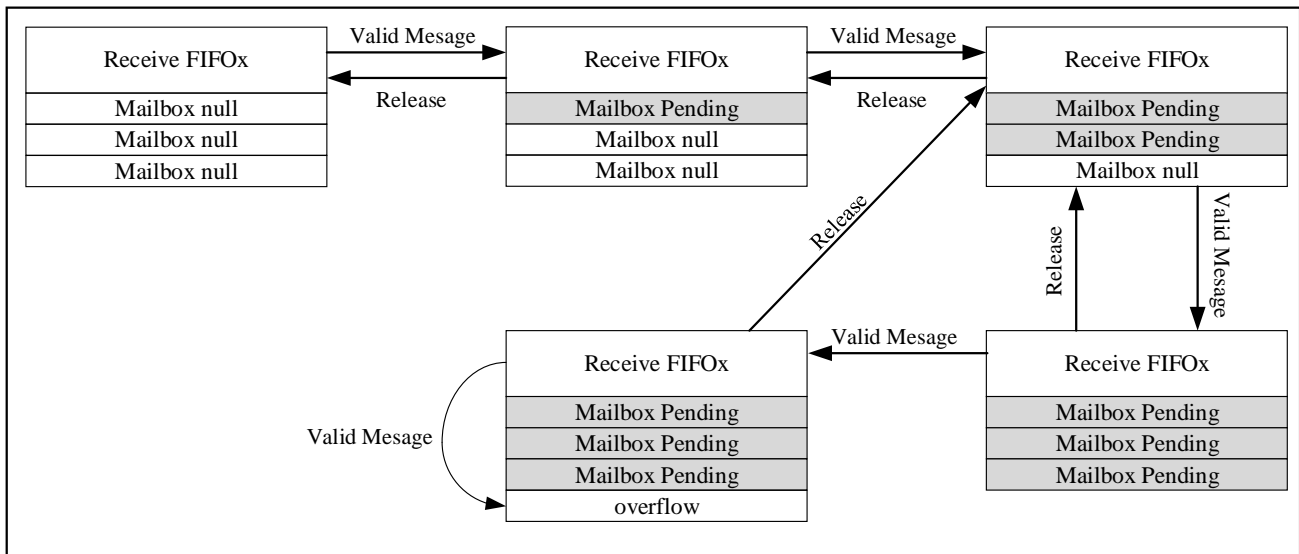 Receive FIFOx
Mailbox null
Mailbox null
Mailbox null
Valid Mesage
Release
Receive FIFOx
Mailbox Pending
Mailbox null
Mailbox null
Valid Mesage
Release
Receive FIFOx
Mailbox Pending
Mailbox Pending
Mailbox null
Release
Release
Valid Mesage
Valid Mesage
Receive FIFOx
Mailbox Pending
Mailbox Pending
Mailbox Pending
overflow
Valid Mesage
Receive FIFOx
Mailbox Pending
Mailbox Pending
Mailbox Pending